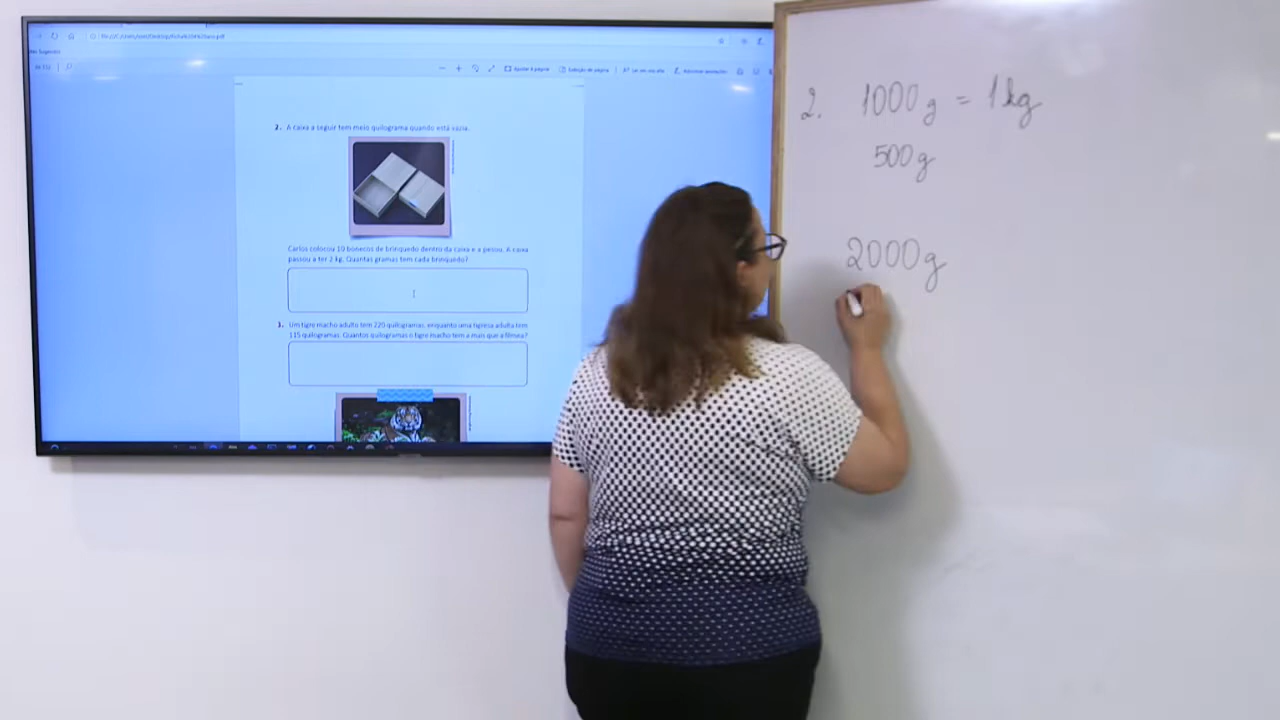 2. A caixa a seguir tem meio quilograma quando está vazia.
Carlos colocou 10 bonecos de brinquedo dentro da caixa e a pesou. A caixa
passou a ter 2 kg. Quantas gramas tem cada brinquedo?
3. Um tigre macho adulto tem 220 quilogramas, enquanto uma tigresa adulta tem
115 quilogramas. Quantos quilogramas o tigre macho tem a mais que a fêmea?
2. 1000 g = 1 kg
500 g
2000 g